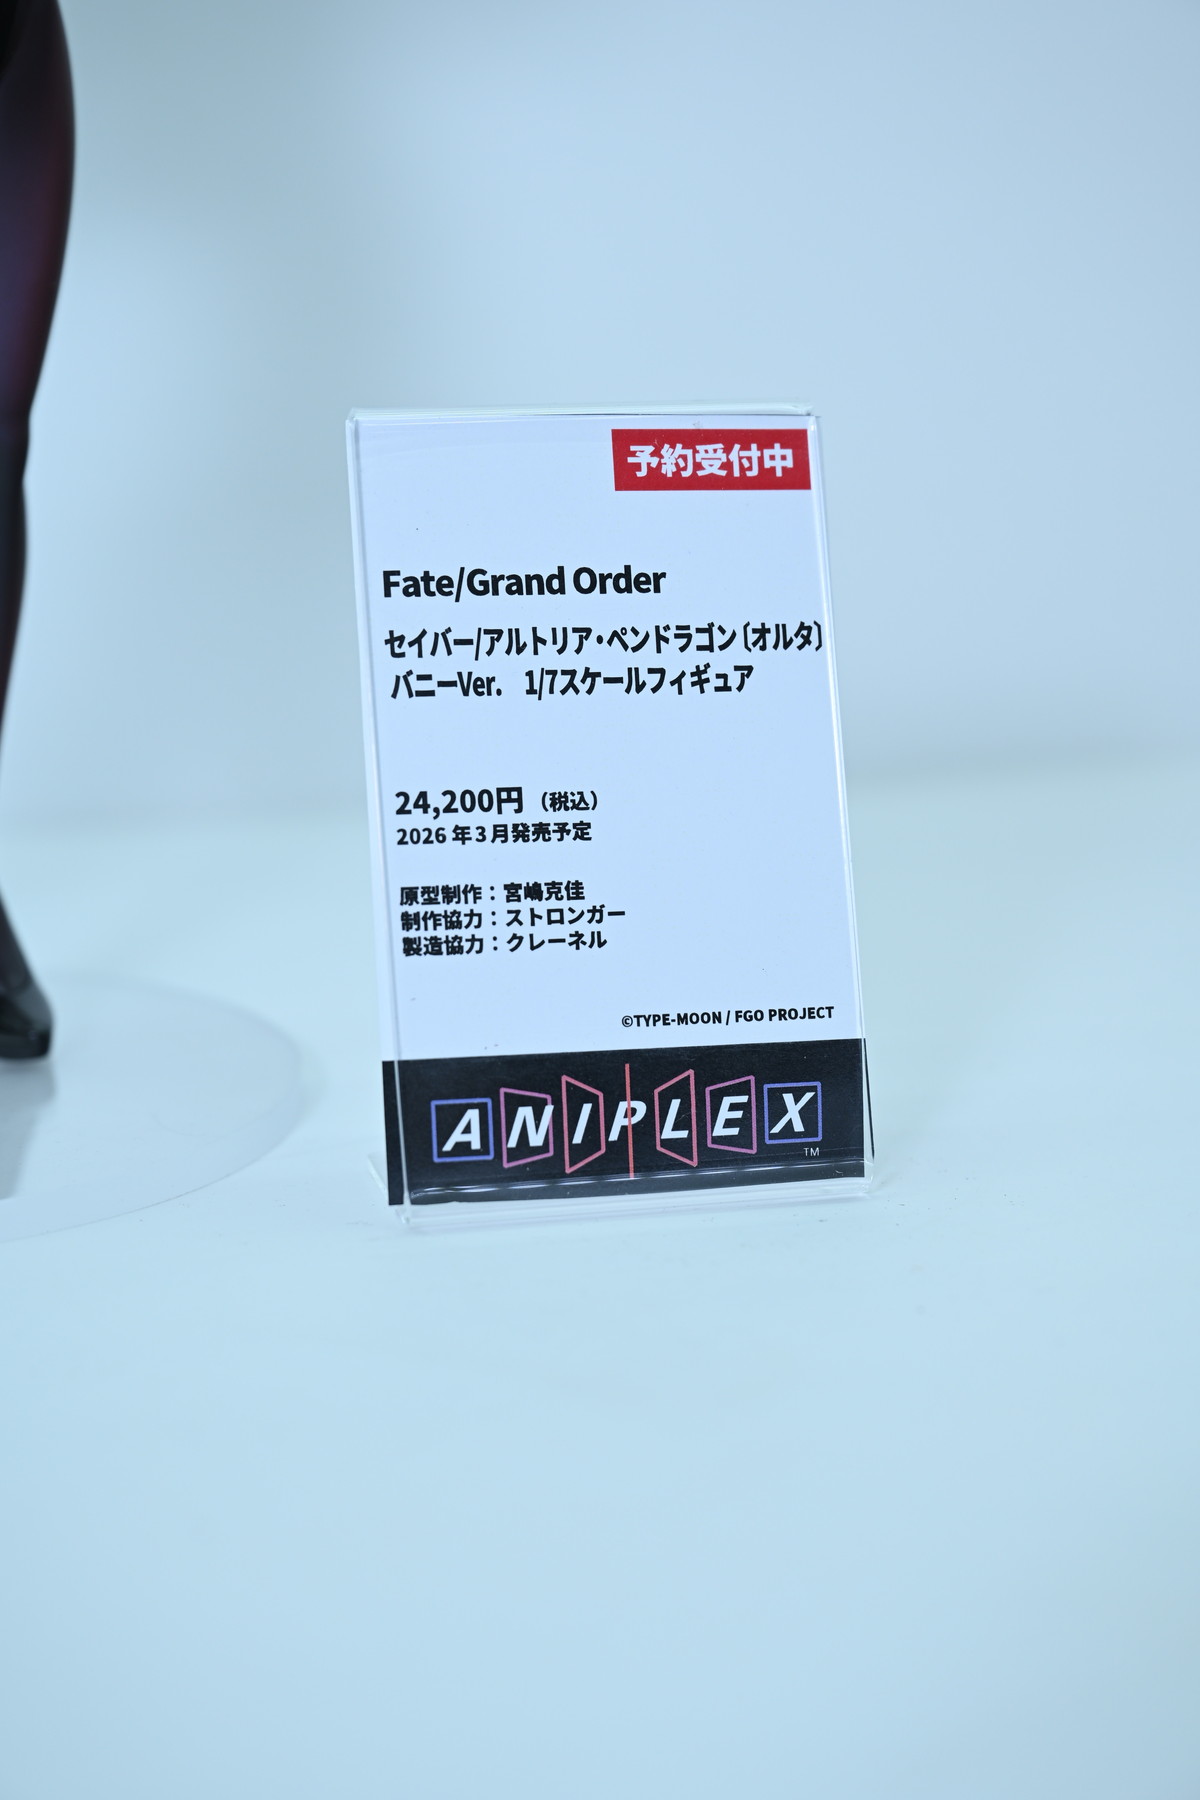 予約受付中
Fate/Grand Order
セイバー/アルトリア・ペンドラゴン〔オルタ〕
バニーVer.　1/7スケールフィギュア
24,200円（税込）
2026年3月発売予定
原型制作：宮嶋克佳
制作協力：ストロンガー
製造協力：クレーネル
©TYPE-MOON / FGO PROJECT
ANIPLEX
TM